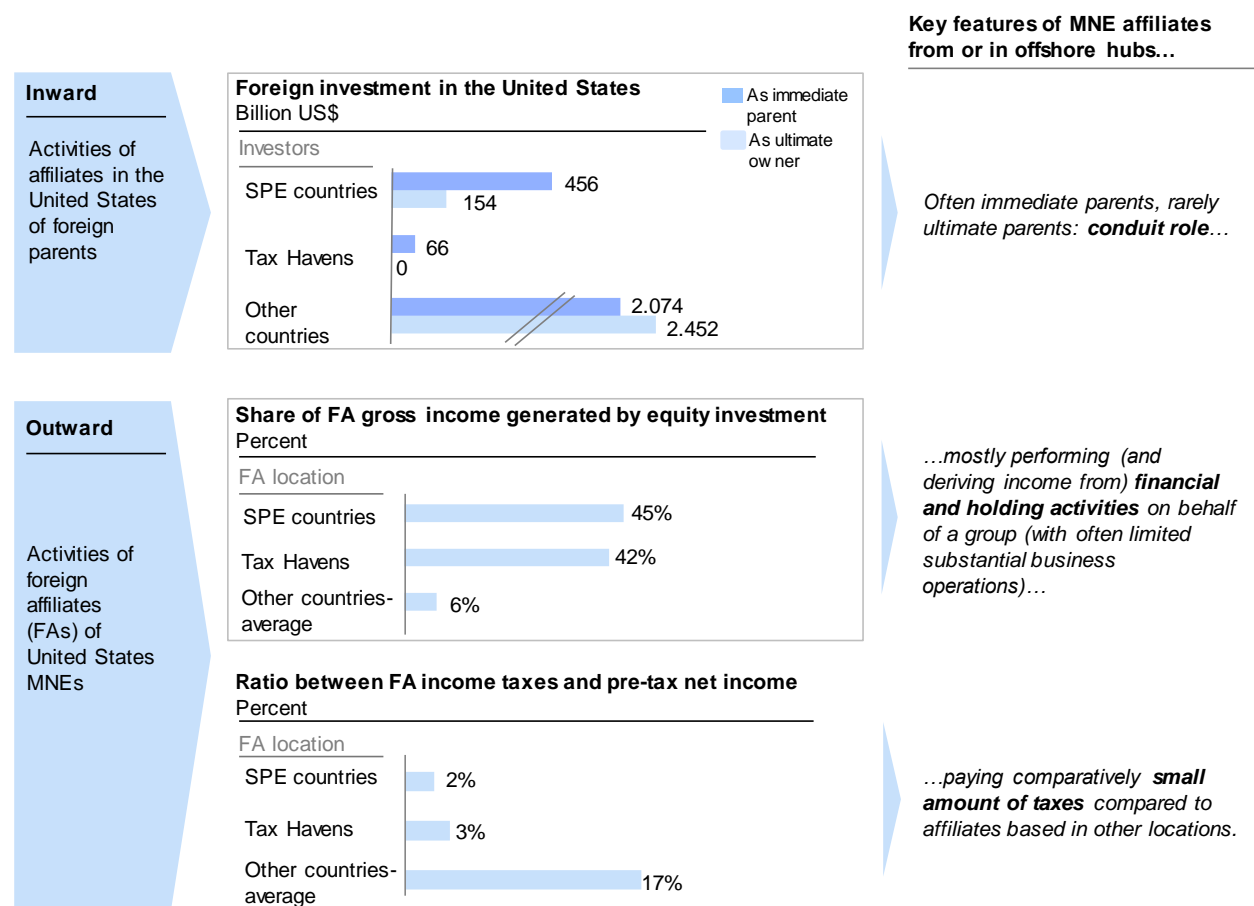 Key features of MNE affiliates
from or in offshore hubs…
Inward
Activities of
affiliates in the
United States
of foreign
parents
Foreign investment in the United States
Billion US$
As immediate
parent
As ultimate
ow ner
Investors
SPE countries
456
154
Tax Havens
66
0
Other
countries
2.074
2.452
Often immediate parents, rarely
ultimate parents: conduit role…
Outward
Activities of
foreign
affiliates
(FAs) of
United States
MNEs
Share of FA gross income generated by equity investment
Percent
FA location
SPE countries
45%
Tax Havens
42%
Other countries-
average
6%
…mostly performing (and
deriving income from) financial
and holding activities on behalf
of a group (with often limited
substantial business
operations)…
Ratio between FA income taxes and pre-tax net income
Percent
FA location
SPE countries
2%
Tax Havens
3%
Other countries-
average
17%
…paying comparatively small
amount of taxes compared to
affiliates based in other locations.